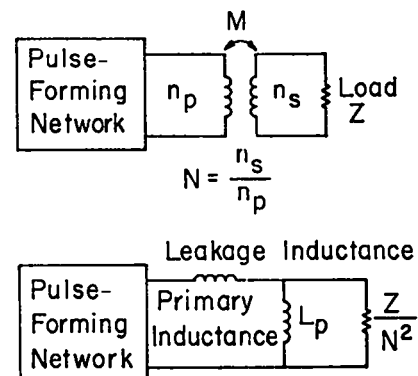 M
Pulse-
Forming
Network
n_p
n_s
Load
Z
N = n_s / n_p
Leakage Inductance
Pulse-
Forming
Network
Primary
Inductance
L_p
Z / N²